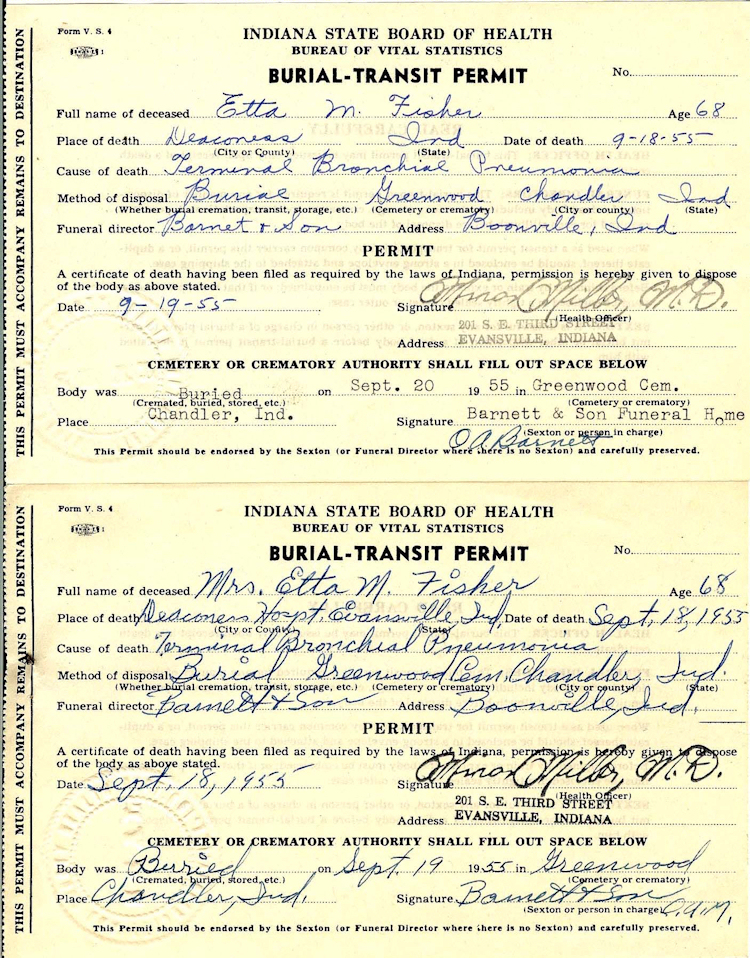 Form V. S. 4
INDIANA STATE BOARD OF HEALTH
BUREAU OF VITAL STATISTICS
BURIAL-TRANSIT PERMIT
No.
THIS PERMIT MUST ACCOMPANY REMAINS TO DESTINATION
Full name of deceased Etta M. Fisher Age 68
Place of death Deaconess Ind Date of death 9-18-55
(City or County) (State)
Cause of death Terminal Bronchial Pneumonia
Method of disposal Burial Greenwood Chandler Ind
(Whether burial cremation, transit, storage, etc.) (Cemetery or crematory) (City or county) (State)
Funeral director Barnet & Son Address Boonville, Ind.
PERMIT
A certificate of death having been filed as required by the laws of Indiana, permission is hereby given to dispose
of the body as above stated.
Date 9-19-55 Signature Miller, M.D.
(Health Officer)
201 S. E. THIRD STREET
Address EVANSVILLE, INDIANA
CEMETERY OR CREMATORY AUTHORITY SHALL FILL OUT SPACE BELOW
Body was Buried on Sept. 20 1955 in Greenwood Cem.
(Cremated, buried, stored, etc.) (Cemetery or crematory)
Place Chandler, Ind. Signature Barnett & Son Funeral Home
(Sexton or person in charge)
O.A. Barnett
This Permit should be endorsed by the Sexton (or Funeral Director where there is no Sexton) and carefully preserved.
Form V. S. 4
INDIANA STATE BOARD OF HEALTH
BUREAU OF VITAL STATISTICS
BURIAL-TRANSIT PERMIT
No.
THIS PERMIT MUST ACCOMPANY REMAINS TO DESTINATION
Full name of deceased Mrs. Etta M. Fisher Age 68
Place of death Deaconess Hospt. Evansville, Ind. Date of death Sept. 18, 1955
(City or County) (State)
Cause of death Terminal Bronchial Pneumonia
Method of disposal Burial Greenwood Cem. Chandler, Ind.
(Whether burial cremation, transit, storage, etc.) (Cemetery or crematory) (City or county) (State)
Funeral director Barnett & Son Address Boonville, Ind.
PERMIT
A certificate of death having been filed as required by the laws of Indiana, permission is hereby given to dispose
of the body as above stated.
Date Sept. 18, 1955 Signature Miller, M.D.
(Health Officer)
201 S. E. THIRD STREET
Address EVANSVILLE, INDIANA
CEMETERY OR CREMATORY AUTHORITY SHALL FILL OUT SPACE BELOW
Body was Burried on Sept. 19 1955 in Greenwood
(Cremated, buried, stored, etc.) (Cemetery or crematory)
Place Chandler, Ind. Signature Barnett & Son
(Sexton or person in charge)
This Permit should be endorsed by the Sexton (or Funeral Director where there is no Sexton) and carefully preserved.